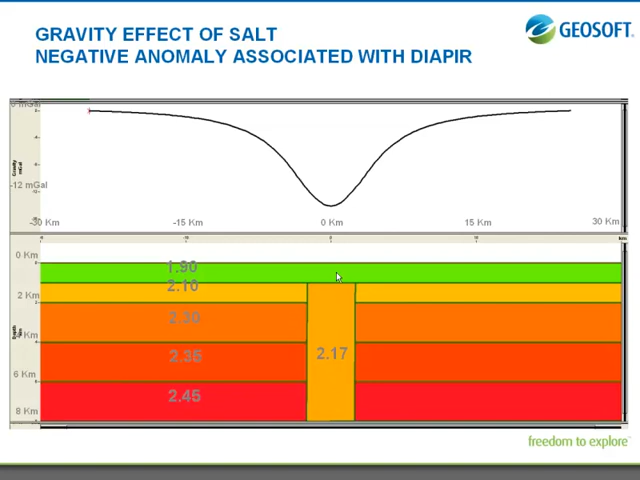 GRAVITY EFFECT OF SALT
NEGATIVE ANOMALY ASSOCIATED WITH DIAPIR
GEOSOFT.
0 mGal
-12 mGal
-30 Km
-15 Km
0 Km
15 Km
30 Km
0 Km
1.90
2.10
2 Km
2.30
2.17
Km
2.35
6 Km
2.45
8 Km
freedom to explore